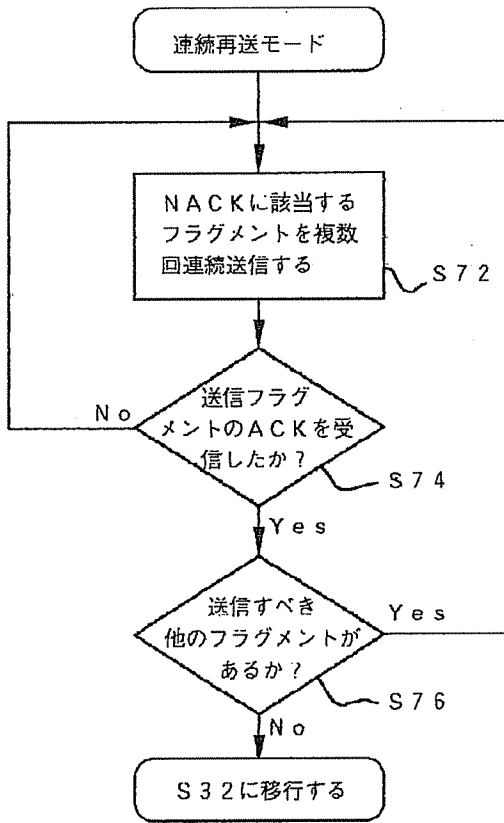 連続再送モード
NACKに該当する
フラグメントを複数
回連続送信する
S72
送信フラグ
メントのACKを受
信したか?
No
S74
Yes
送信すべき
他のフラグメントが
あるか?
Yes
S76
No
S32に移行する